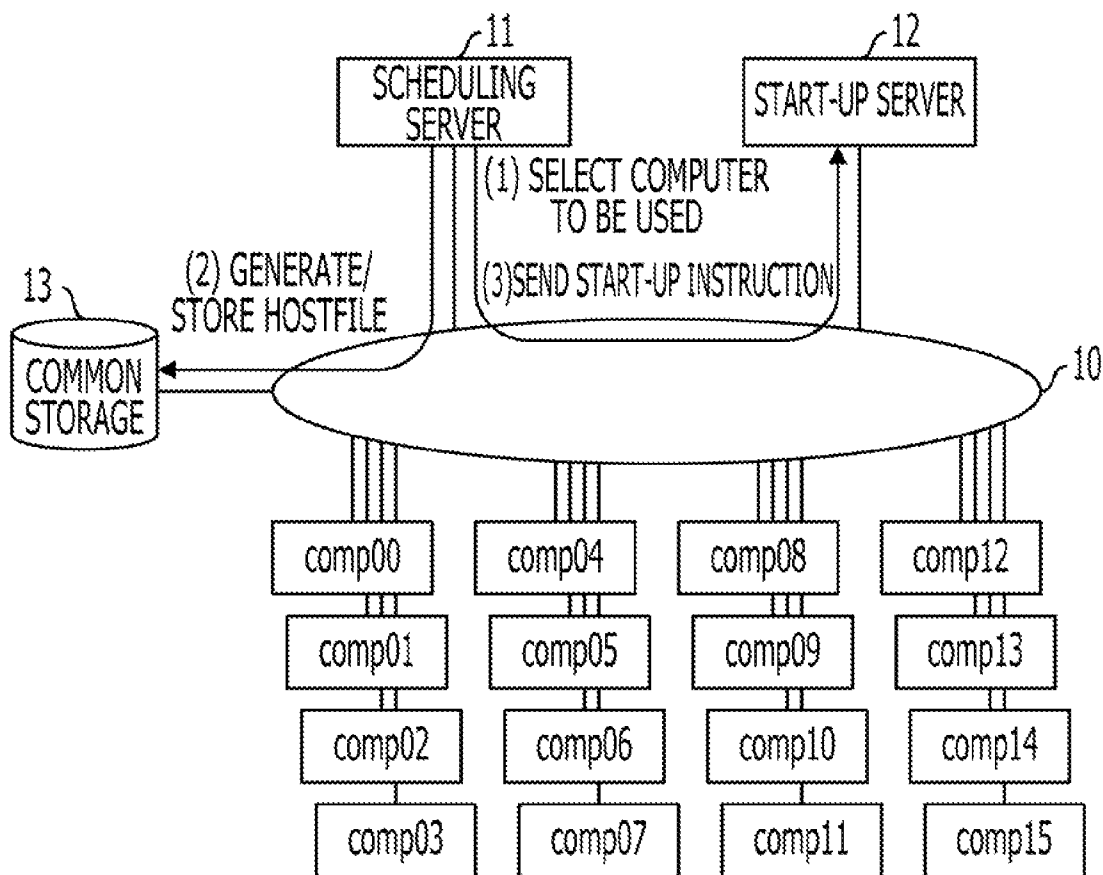 11
SCHEDULING
SERVER
12
START-UP SERVER
(1) SELECT COMPUTER
TO BE USED
(2) GENERATE/
STORE HOSTFILE
(3)SEND START-UP INSTRUCTION
13
COMMON
STORAGE
10
comp00
comp04
comp08
comp12
comp01
comp05
comp09
comp13
comp02
comp06
comp10
comp14
comp03
comp07
comp11
comp15